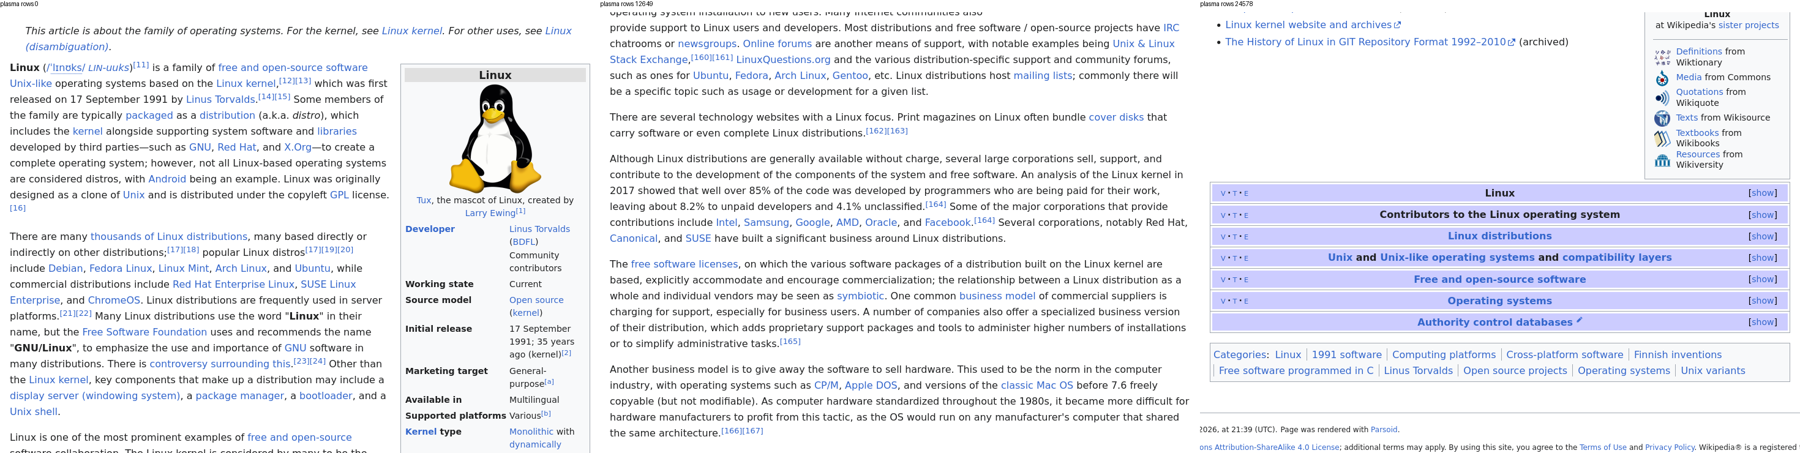 plasma rows 0
This article is about the family of operating systems. For the kernel, see Linux kernel. For other uses, see Linux
(disambiguation).
Linux (/ˈlɪnʊks/ LIN-uuks)[11] is a family of free and open-source software
Unix-like operating systems based on the Linux kernel,[12][13] which was first
released on 17 September 1991 by Linus Torvalds.[14][15] Some members of
the family are typically packaged as a distribution (a.k.a. distro), which
includes the kernel alongside supporting system software and libraries
developed by third parties—such as GNU, Red Hat, and X.Org—to create a
complete operating system; however, not all Linux-based operating systems
are considered distros, with Android being an example. Linux was originally
designed as a clone of Unix and is distributed under the copyleft GPL license.
[16]
There are many thousands of Linux distributions, many based directly or
indirectly on other distributions;[17][18] popular Linux distros[17][19][20]
include Debian, Fedora Linux, Linux Mint, Arch Linux, and Ubuntu, while
commercial distributions include Red Hat Enterprise Linux, SUSE Linux
Enterprise, and ChromeOS. Linux distributions are frequently used in server
platforms.[21][22] Many Linux distributions use the word "Linux" in their
name, but the Free Software Foundation uses and recommends the name
"GNU/Linux", to emphasize the use and importance of GNU software in
many distributions. There is controversy surrounding this.[23][24] Other than
the Linux kernel, key components that make up a distribution may include a
display server (windowing system), a package manager, a bootloader, and a
Unix shell.
Linux is one of the most prominent examples of free and open-source
software collaboration. The Linux kernel is considered by many to be the
Linux
Tux, the mascot of Linux, created by
Larry Ewing[1]
Developer Linus Torvalds
(BDFL)
Community
contributors
Working state Current
Source model Open source
(kernel)
Initial release 17 September
1991; 35 years
ago (kernel)[2]
Marketing target General-
purpose[a]
Available in Multilingual
Supported platforms Various[b]
Kernel type Monolithic with
dynamically
plasma rows 12649
operating system installation to new users. Many Internet communities also
provide support to Linux users and developers. Most distributions and free software / open-source projects have IRC
chatrooms or newsgroups. Online forums are another means of support, with notable examples being Unix & Linux
Stack Exchange,[160][161] LinuxQuestions.org and the various distribution-specific support and community forums,
such as ones for Ubuntu, Fedora, Arch Linux, Gentoo, etc. Linux distributions host mailing lists; commonly there will
be a specific topic such as usage or development for a given list.
There are several technology websites with a Linux focus. Print magazines on Linux often bundle cover disks that
carry software or even complete Linux distributions.[162][163]
Although Linux distributions are generally available without charge, several large corporations sell, support, and
contribute to the development of the components of the system and free software. An analysis of the Linux kernel in
2017 showed that well over 85% of the code was developed by programmers who are being paid for their work,
leaving about 8.2% to unpaid developers and 4.1% unclassified.[164] Some of the major corporations that provide
contributions include Intel, Samsung, Google, AMD, Oracle, and Facebook.[164] Several corporations, notably Red Hat,
Canonical, and SUSE have built a significant business around Linux distributions.
The free software licenses, on which the various software packages of a distribution built on the Linux kernel are
based, explicitly accommodate and encourage commercialization; the relationship between a Linux distribution as a
whole and individual vendors may be seen as symbiotic. One common business model of commercial suppliers is
charging for support, especially for business users. A number of companies also offer a specialized business version
of their distribution, which adds proprietary support packages and tools to administer higher numbers of installations
or to simplify administrative tasks.[165]
Another business model is to give away the software to sell hardware. This used to be the norm in the computer
industry, with operating systems such as CP/M, Apple DOS, and versions of the classic Mac OS before 7.6 freely
copyable (but not modifiable). As computer hardware standardized throughout the 1980s, it became more difficult for
hardware manufacturers to profit from this tactic, as the OS would run on any manufacturer's computer that shared
the same architecture.[166][167]
plasma rows 24578
Linux kernel website and archives
The History of Linux in GIT Repository Format 1992–2010 (archived)
Linux
at Wikipedia's sister projects
Definitions from
Wiktionary
Media from Commons
Quotations from
Wikiquote
Texts from Wikisource
Textbooks from
Wikibooks
Resources from
Wikiversity
V • T • E Linux [show]
Contributors to the Linux operating system [show]
V • T • E Linux distributions [show]
V • T • E Unix and Unix-like operating systems and compatibility layers [show]
V • T • E Free and open-source software [show]
V • T • E Operating systems [show]
Authority control databases [show]
Categories: Linux | 1991 software | Computing platforms | Cross-platform software | Finnish inventions
| Free software programmed in C | Linus Torvalds | Open source projects | Operating systems | Unix variants
2026, at 21:39 (UTC). Page was rendered with Parsoid.
ons Attribution-ShareAlike 4.0 License; additional terms may apply. By using this site, you agree to the Terms of Use and Privacy Policy. Wikipedia® is a registered